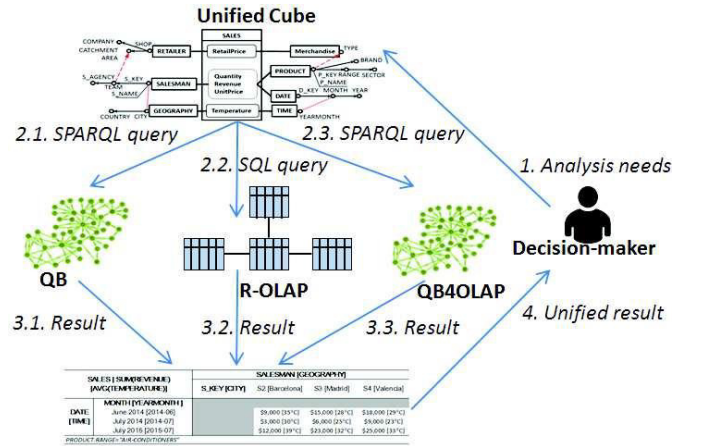 Unified Cube
SALES
COMPANY
CATCHMENT
AREA
SHOP
RETAILER
RetailPrice
Merchandise
TYPE
BRAND
PRODUCT
P_KEY RANGE SECTOR
P_NAME
S_AGENCY
S_KEY
TEAM
S_NAME
SALESMAN
Quantity
Revenue
UnitPrice
DATE
D_KEY MONTH YEAR
COUNTRY CITY
GEOGRAPHY
Temperature
TIME
YEARMONTH
2.1. SPARQL query
2.3. SPARQL query
2.2. SQL query
1. Analysis needs
QB
R-OLAP
QB4OLAP
Decision-maker
3.1. Result
3.2. Result
3.3. Result
4. Unified result
SALES | SUM(REVENUE)
[AVG(TEMPERATURE)]
SALESMAN [GEOGRAPHY]
S_KEY [CITY] S2 [Barcelona] S3 [Madrid] S4 [Valencia]
DATE
[TIME]
MONTH [YEARMONTH]
June 2014 [2014-06] $9,000 [35°C] $15,000 [28°C] $18,000 [29°C]
July 2014 [2014-07]
July 2015 [2015-07] $12,000 [39°C] $23,000 [32°C] $25,000 [33°C]
PRODUCT.RANGE="AIR-CONDITIONERS"